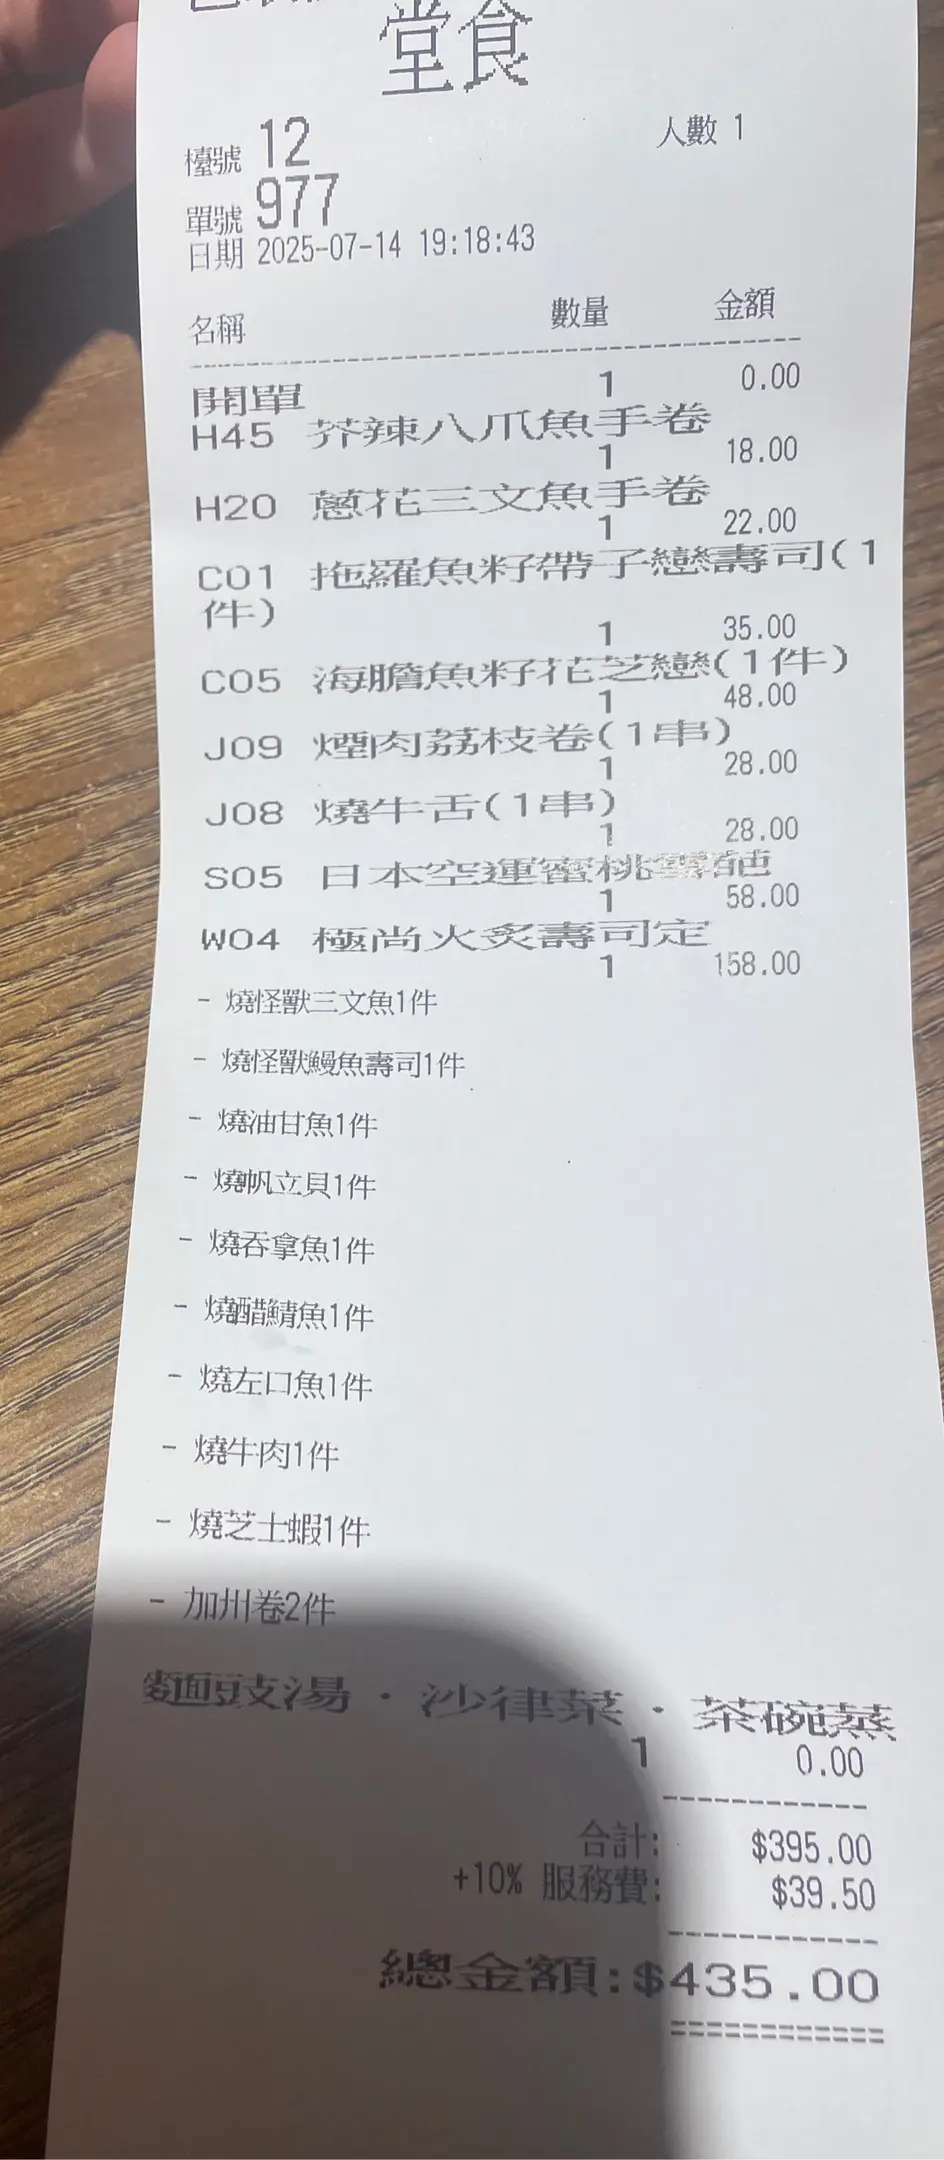 堂食
人數 1
檯號 12
單號 977
日期 2025-07-14 19:18:43
名稱 數量 金額
開單 1 0.00
H45 芥辣八爪魚手卷
1 18.00
H20 蔥花三文魚手卷
1 22.00
C01 拖羅魚籽帶子戀壽司(1
件)
1 35.00
C05 海膽魚籽花芝戀(1件)
1 48.00
J09 煙肉荔枝卷(1串)
1 28.00
J08 燒牛舌(1串)
1 28.00
S05 日本空運蜜桃雪葩
1 58.00
W04 極尚火炙壽司定
1 158.00
- 燒怪獸三文魚1件
- 燒怪獸鰻魚壽司1件
- 燒油甘魚1件
- 燒帆立貝1件
- 燒吞拿魚1件
- 燒醋鯖魚1件
- 燒左口魚1件
- 燒牛肉1件
- 燒芝士蝦1件
- 加州卷2件
麵豉湯·沙律菜·茶碗蒸
1 0.00
合計: $395.00
+10% 服務費: $39.50
總金額:$435.00